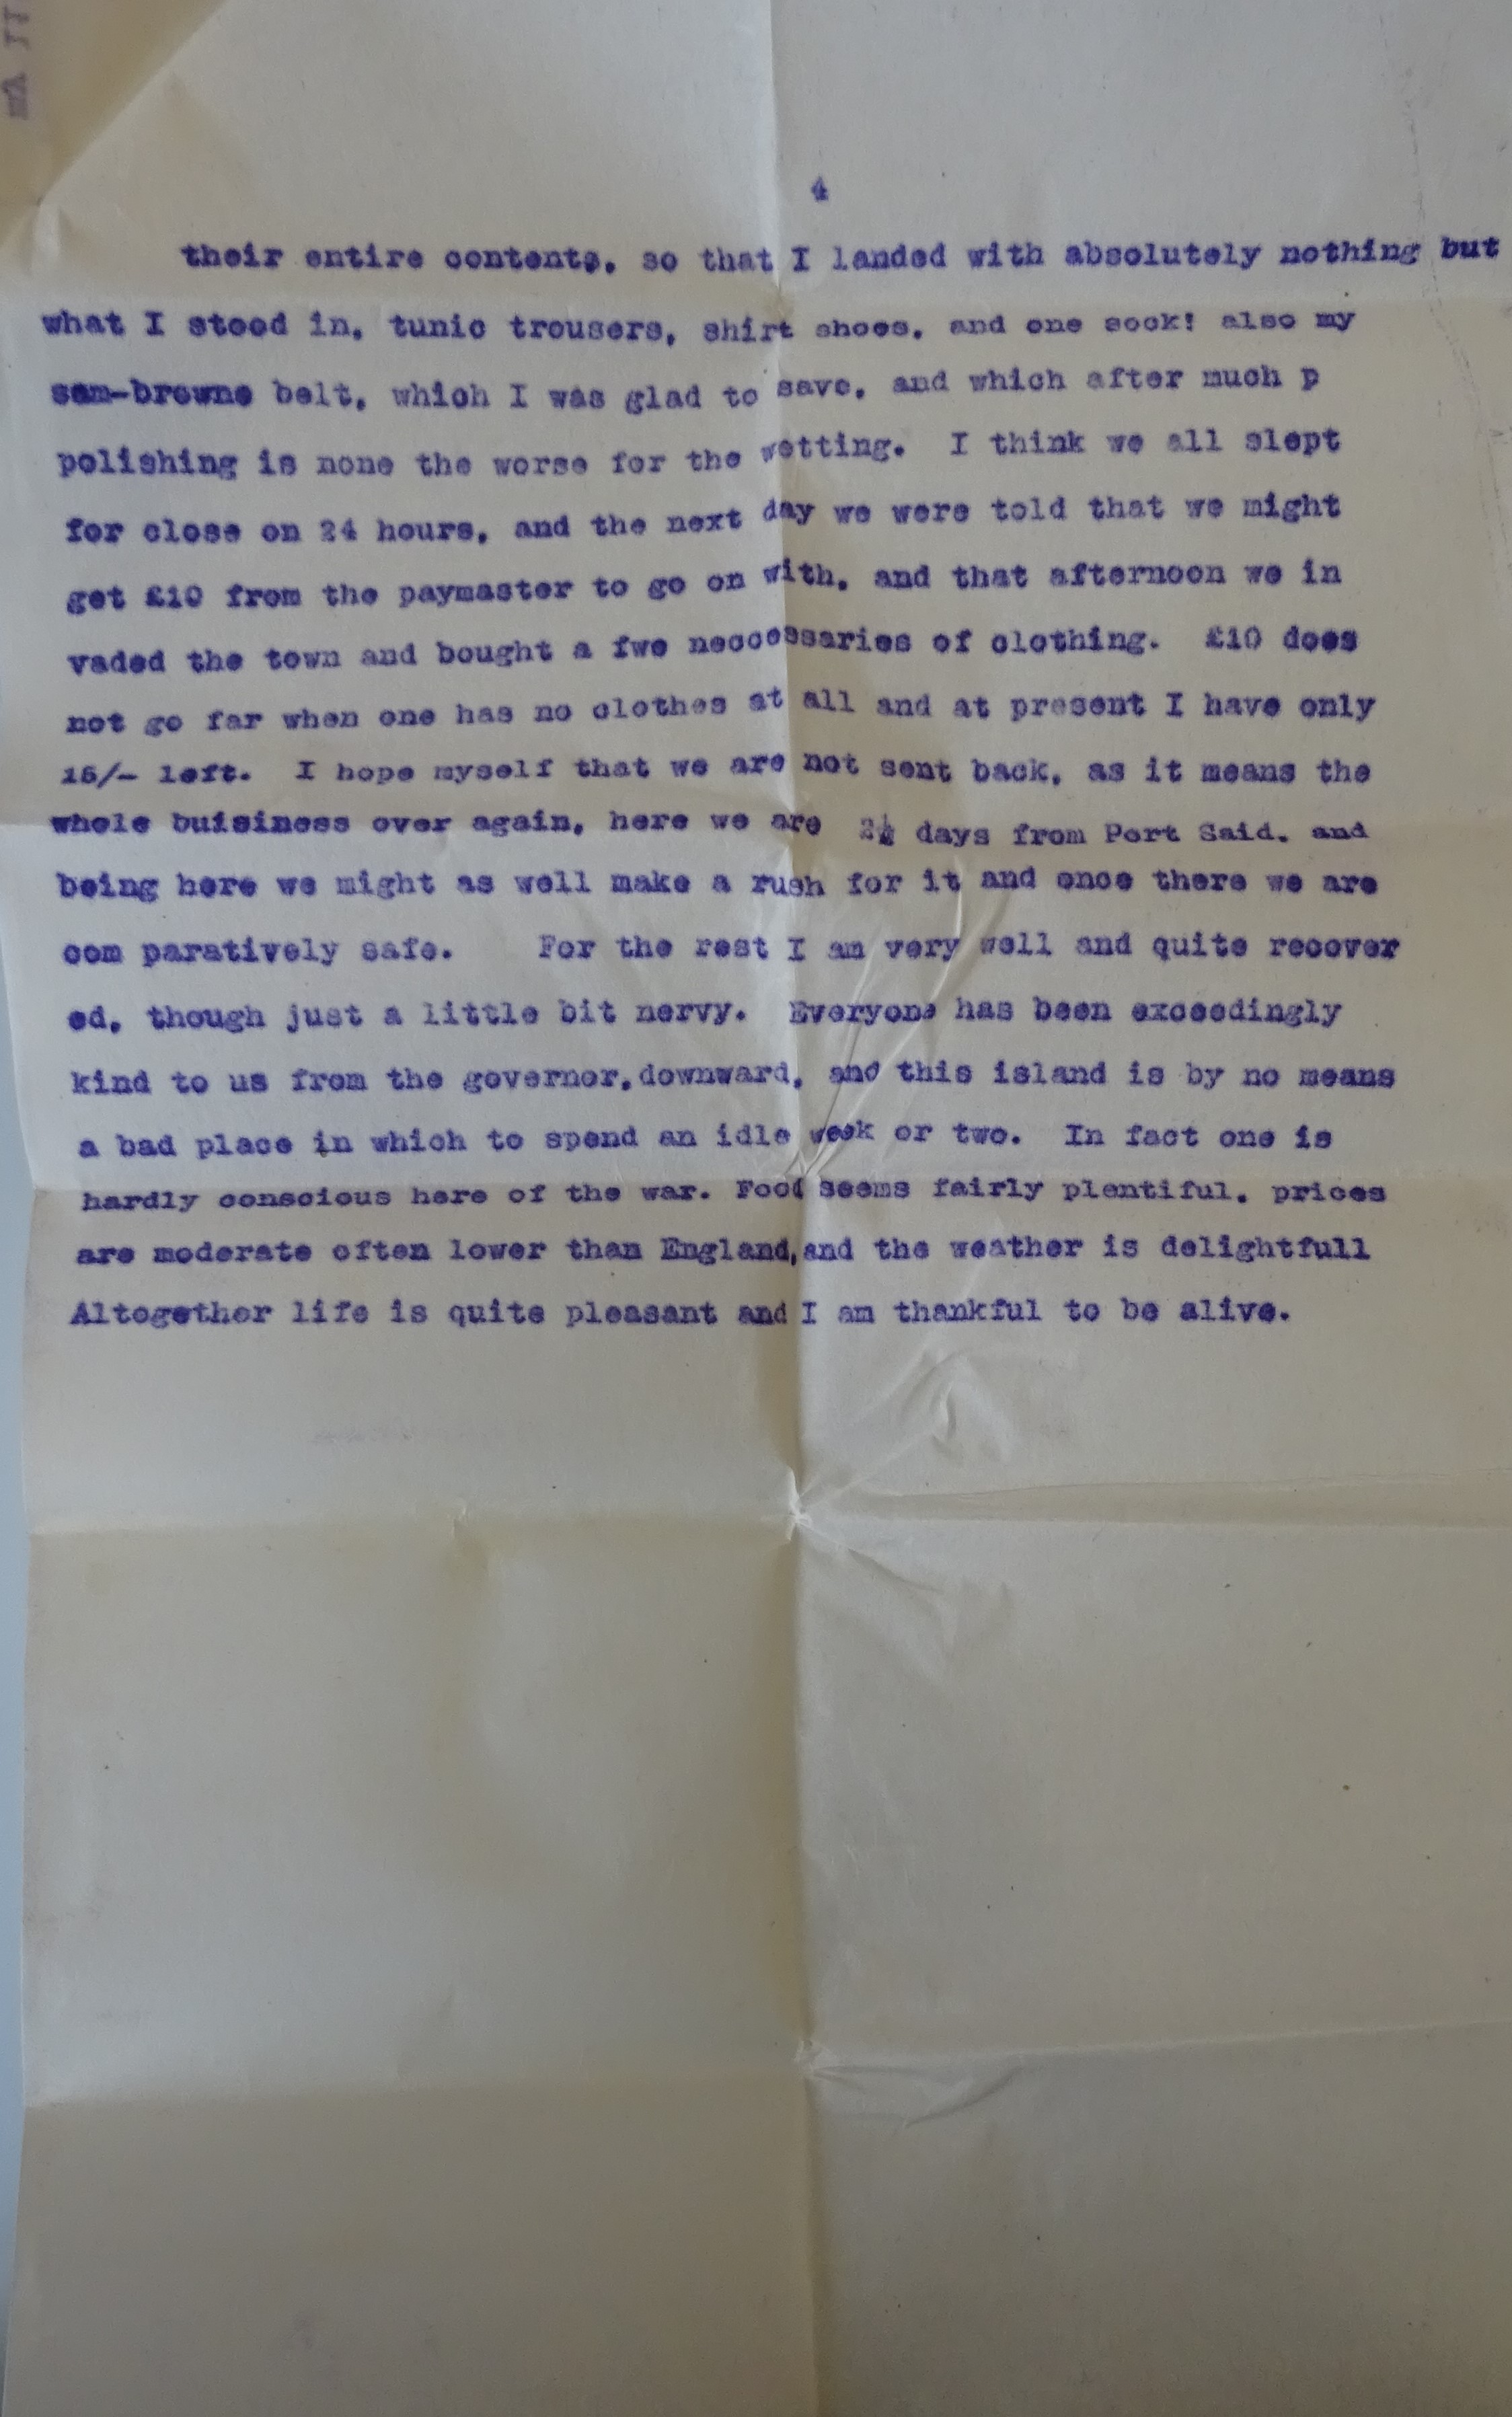 4
their entire contents, so that I landed with absolutely nothing but
what I stood in, tunic trousers, shirt shoes, and one sock! also my
sam-browne belt, which I was glad to save, and which after much p
polishing is none the worse for the wetting. I think we all slept
for close on 24 hours, and the next day we were told that we might
get £10 from the paymaster to go on with, and that afternoon we in
vaded the town and bought a fwe neccessaries of clothing. £10 does
not go far when one has no clothes at all and at present I have only
15/- left. I hope myself that we are not sent back, as it means the
whole buisiness over again, here we are 2½ days from Port Said, and
being here we might as well make a rush for it and once there we are
com paratively safe. For the rest I am very well and quite recover
ed, though just a little bit nervy. Everyone has been exceedingly
kind to us from the governor,downward, and this island is by no means
a bad place in which to spend an idle week or two. In fact one is
hardly conscious here of the war. Food seems fairly plentiful, prices
are moderate often lower than England,and the weather is delightfull
Altogether life is quite pleasant and I am thankful to be alive.